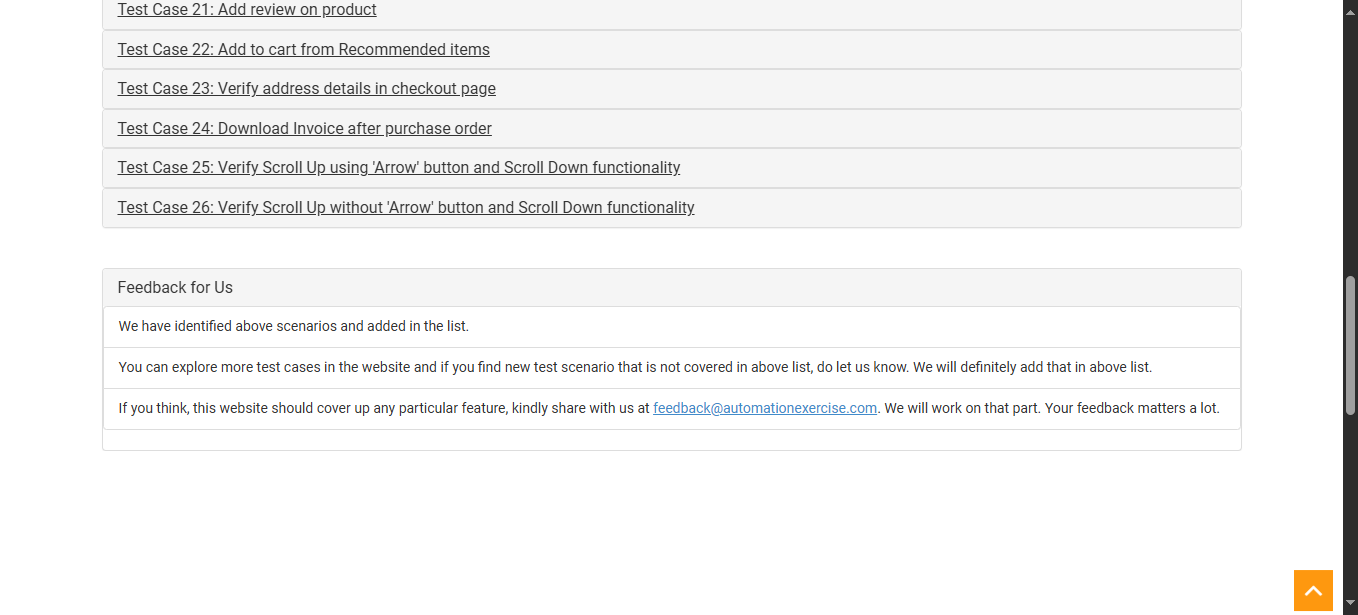 Test Case 21: Add review on product
Test Case 22: Add to cart from Recommended items
Test Case 23: Verify address details in checkout page
Test Case 24: Download Invoice after purchase order
Test Case 25: Verify Scroll Up using 'Arrow' button and Scroll Down functionality
Test Case 26: Verify Scroll Up without 'Arrow' button and Scroll Down functionality
Feedback for Us
We have identified above scenarios and added in the list.
You can explore more test cases in the website and if you find new test scenario that is not covered in above list, do let us know. We will definitely add that in above list.
If you think, this website should cover up any particular feature, kindly share with us at feedback@automationexercise.com. We will work on that part. Your feedback matters a lot.